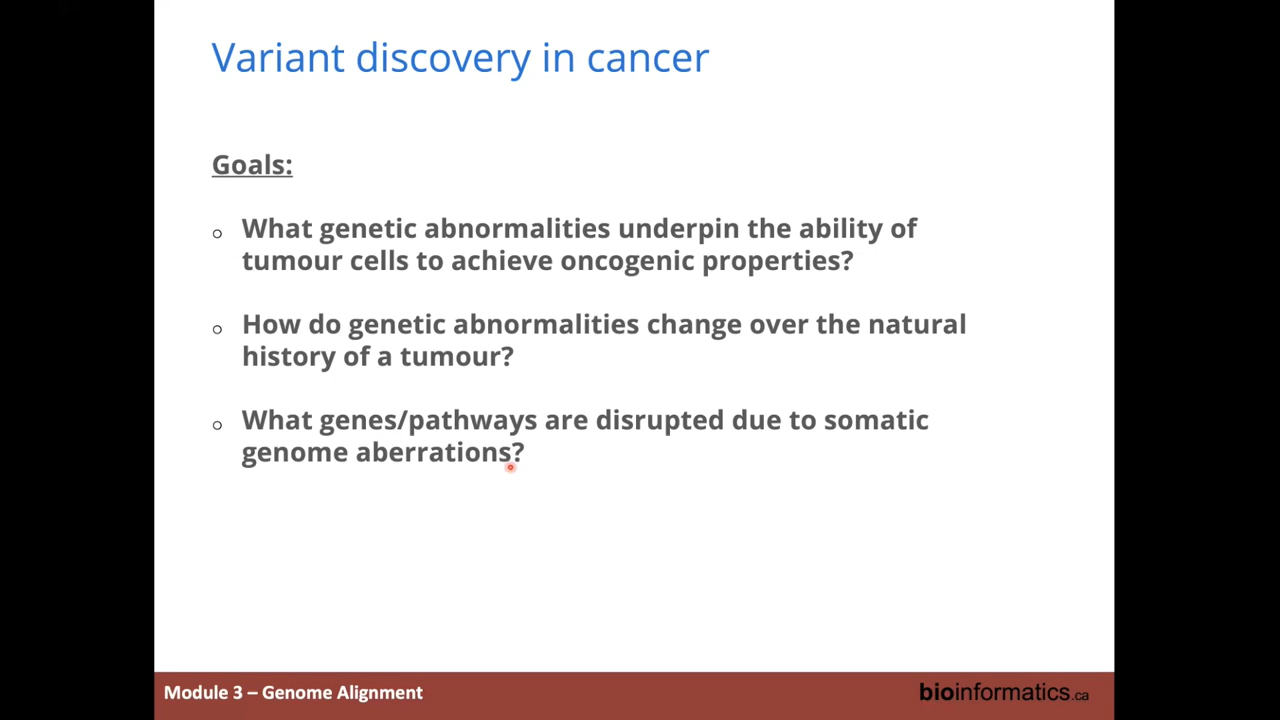 Variant discovery in cancer
Goals:
What genetic abnormalities underpin the ability of
tumour cells to achieve oncogenic properties?
How do genetic abnormalities change over the natural
history of a tumour?
What genes/pathways are disrupted due to somatic
genome aberrations?
Module 3 – Genome Alignment
bioinformatics.ca